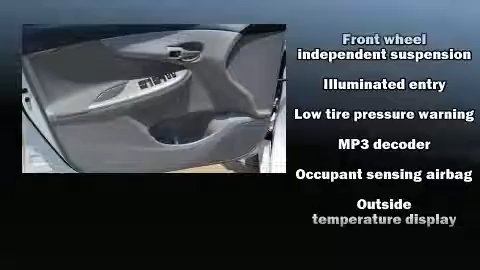 Front wheel
independent suspension
Illuminated entry
Low tire pressure warning
MP3 decoder
Occupant sensing airbag
Outside
temperature display